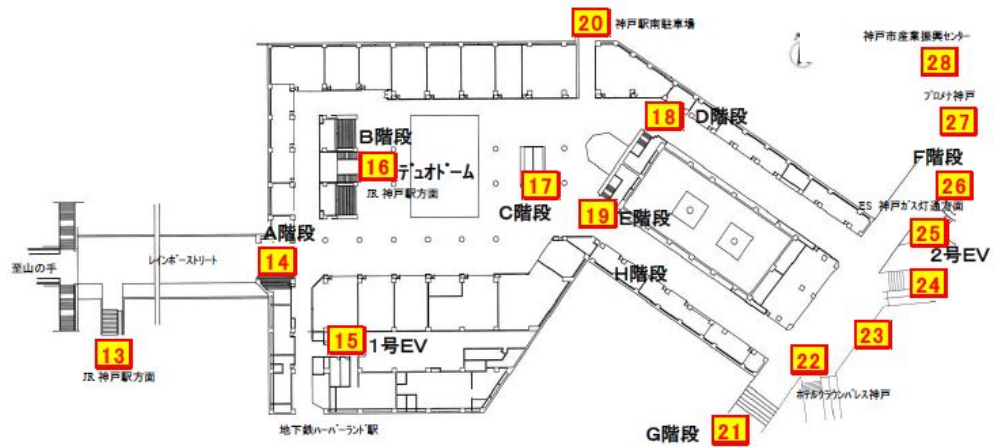 20 神戸駅南駐車場
神戸市産業振興センター
28
プロメナ神戸
27
18 D階段
B階段
16 デュオドーム
JR 神戸駅方面
17
C階段
F階段
26
19 E階段
ES 神戸ガス灯通方面
25
2号EV
A階段
14
レインボーストリート
至山の手
H階段
24
23
13
JR 神戸駅方面
15 1号EV
22
ホテルクラウンパレス神戸
地下鉄ハーバーランド駅
G階段 21